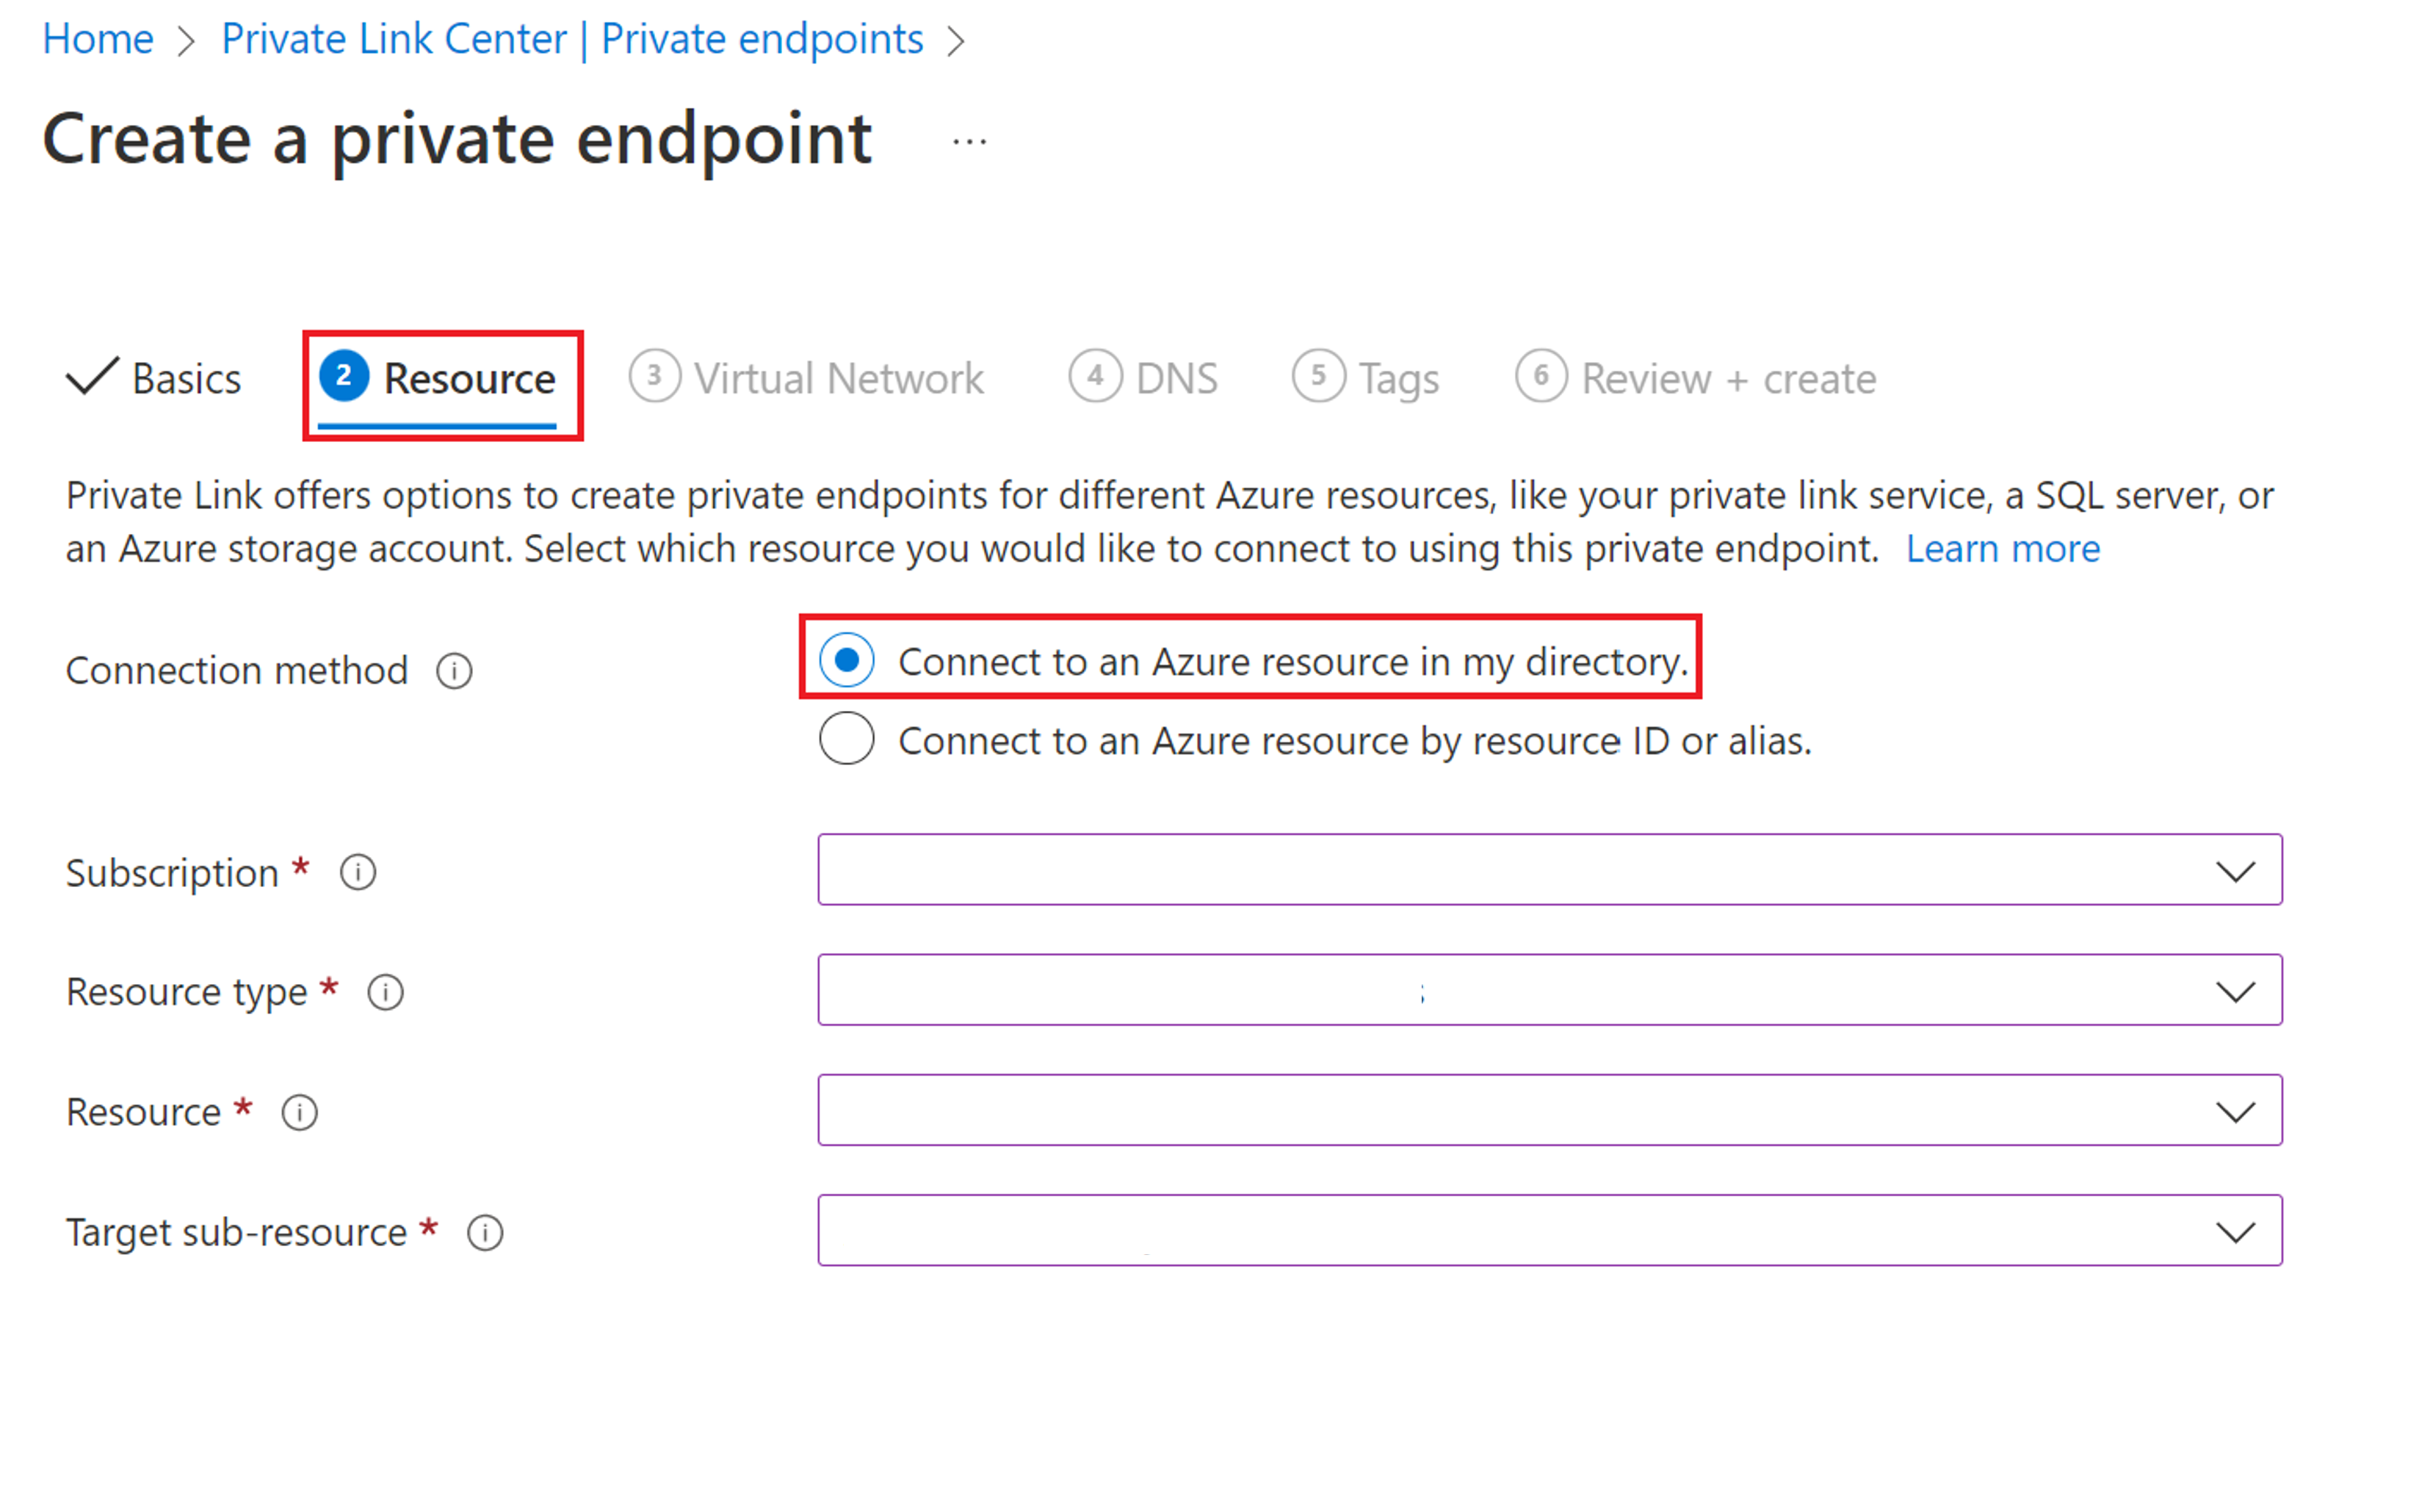 Home > Private Link Center | Private endpoints >
Create a private endpoint ...
Basics 2 Resource 3 Virtual Network 4 DNS 5 Tags 6 Review + create
Private Link offers options to create private endpoints for different Azure resources, like your private link service, a SQL server, or
an Azure storage account. Select which resource you would like to connect to using this private endpoint. Learn more
Connection method
Connect to an Azure resource in my directory.
Connect to an Azure resource by resource ID or alias.
Subscription *
Resource type *
Resource *
Target sub-resource *